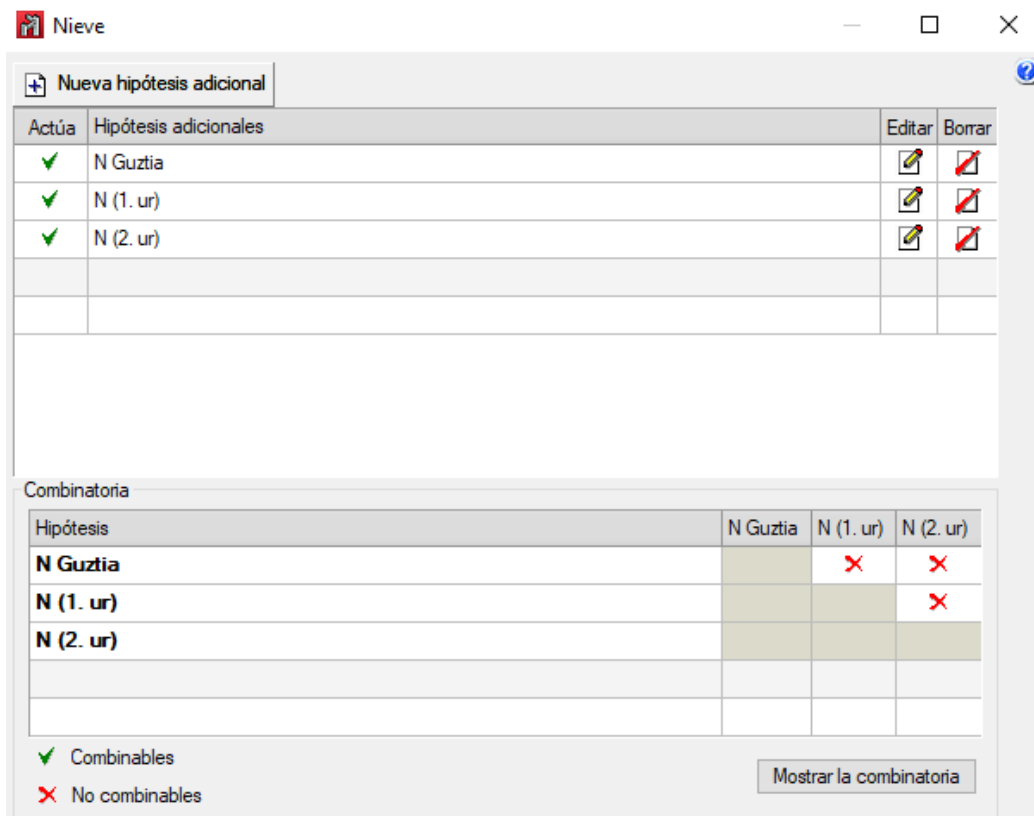 Nieve
Nueva hipótesis adicional
Actúa Hipótesis adicionales Editar Borrar
N Guztia
N (1. ur)
N (2. ur)
Combinatoria
Hipótesis N Guztia N (1. ur) N (2. ur)
N Guztia
N (1. ur)
N (2. ur)
Combinables
No combinables
Mostrar la combinatoria